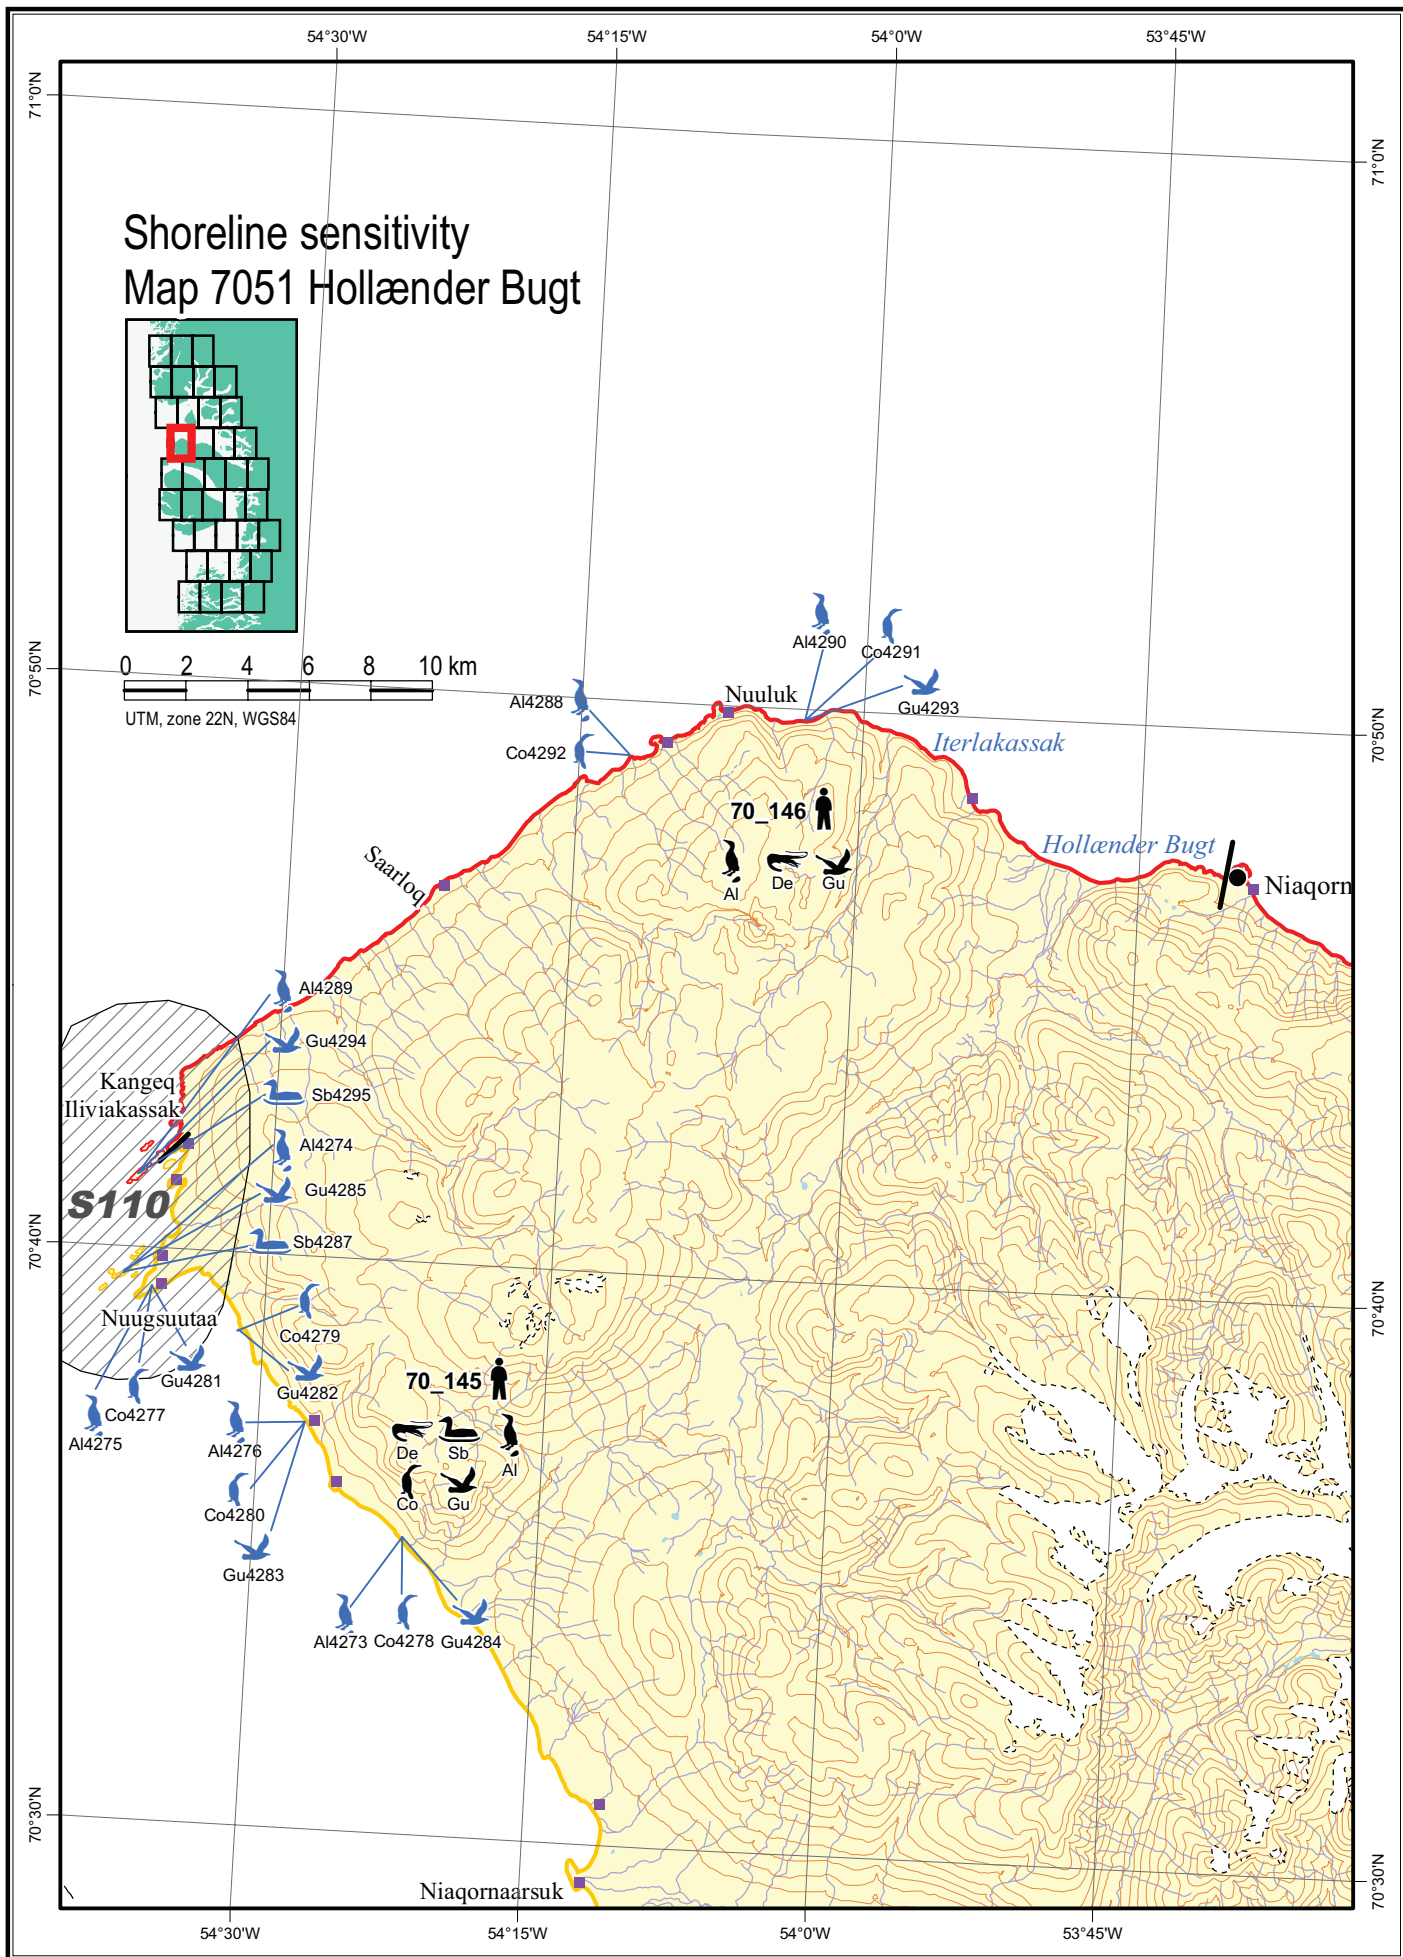 54°30'W
54°15'W
54°0'W
53°45'W
71°0'N
71°0'N
Shoreline sensitivity
Map 7051 Hollænder Bugt
0 2 4 6 8 10 km
UTM, zone 22N, WGS84
70°50'N
70°50'N
Al4290
Co4291
Gu4293
Al4288
Nuuluk
Co4292
Iterlakassak
70_146
Al
De
Gu
Hollænder Bugt
Niaqorn
Saarloq
Al4289
Gu4294
Kangeq
Iliviakassak
Sb4295
Al4274
Gu4285
S110
Sb4287
70°40'N
70°40'N
Nuugsuutaa
Co4279
Gu4281
Gu4282
Co4277
Al4275
Al4276
70_145
De
Sb
Al
Co
Gu
Co4280
Gu4283
Al4273
Co4278
Gu4284
70°30'N
70°30'N
Niaqornaarsuk
54°30'W
54°15'W
54°0'W
53°45'W